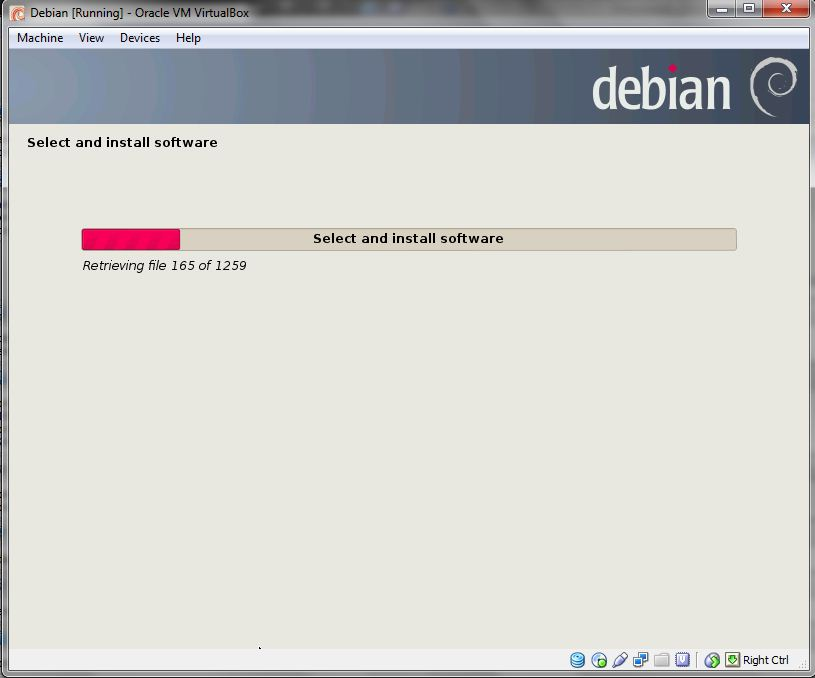 Debian [Running] - Oracle VM VirtualBox
Machine View Devices Help
debian
Select and install software
Select and install software
Retrieving file 165 of 1259
Right Ctrl